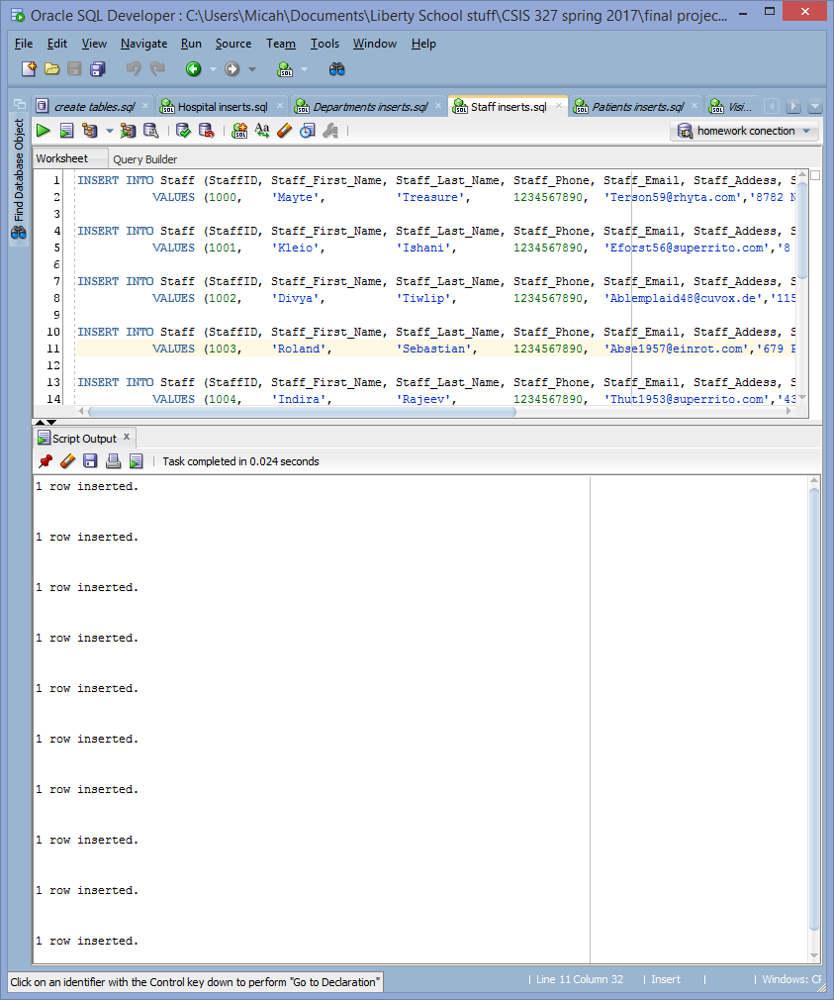 Oracle SQL Developer : C:\Users\Micah\Documents\Liberty School stuff\CSIS 327 spring 2017\final projec...
File Edit View Navigate Run Source Team Tools Window Help
create tables.sql Hospital inserts.sql Departments inserts.sql Staff inserts.sql Patients inserts.sql Visi...
homework conection
Find Database Object
Worksheet Query Builder
1 INSERT INTO Staff (StaffID, Staff_First_Name, Staff_Last_Name, Staff_Phone, Staff_Email, Staff_Addess, S
2 VALUES (1000, 'Mayte', 'Treasure', 1234567890, 'Terson59@rhyta.com','8782 N
3
4 INSERT INTO Staff (StaffID, Staff_First_Name, Staff_Last_Name, Staff_Phone, Staff_Email, Staff_Addess, S
5 VALUES (1001, 'Kleio', 'Ishani', 1234567890, 'Eforst56@superrito.com','8
6
7 INSERT INTO Staff (StaffID, Staff_First_Name, Staff_Last_Name, Staff_Phone, Staff_Email, Staff_Addess, S
8 VALUES (1002, 'Divya', 'Tiwlip', 1234567890, 'Ablemplaid48@cuvox.de','115
9
10 INSERT INTO Staff (StaffID, Staff_First_Name, Staff_Last_Name, Staff_Phone, Staff_Email, Staff_Addess, S
11 VALUES (1003, 'Roland', 'Sebastian', 1234567890, 'Abse1957@einrot.com','679
12
13 INSERT INTO Staff (StaffID, Staff_First_Name, Staff_Last_Name, Staff_Phone, Staff_Email, Staff_Addess, S
14 VALUES (1004, 'Indira', 'Rajeev', 1234567890, 'Thut1953@superrito.com','43
Script Output
Task completed in 0.024 seconds
1 row inserted.
1 row inserted.
1 row inserted.
1 row inserted.
1 row inserted.
1 row inserted.
1 row inserted.
1 row inserted.
1 row inserted.
1 row inserted.
Click on an identifier with the Control key down to perform "Go to Declaration" Line 11 Column 32 Insert Windows: